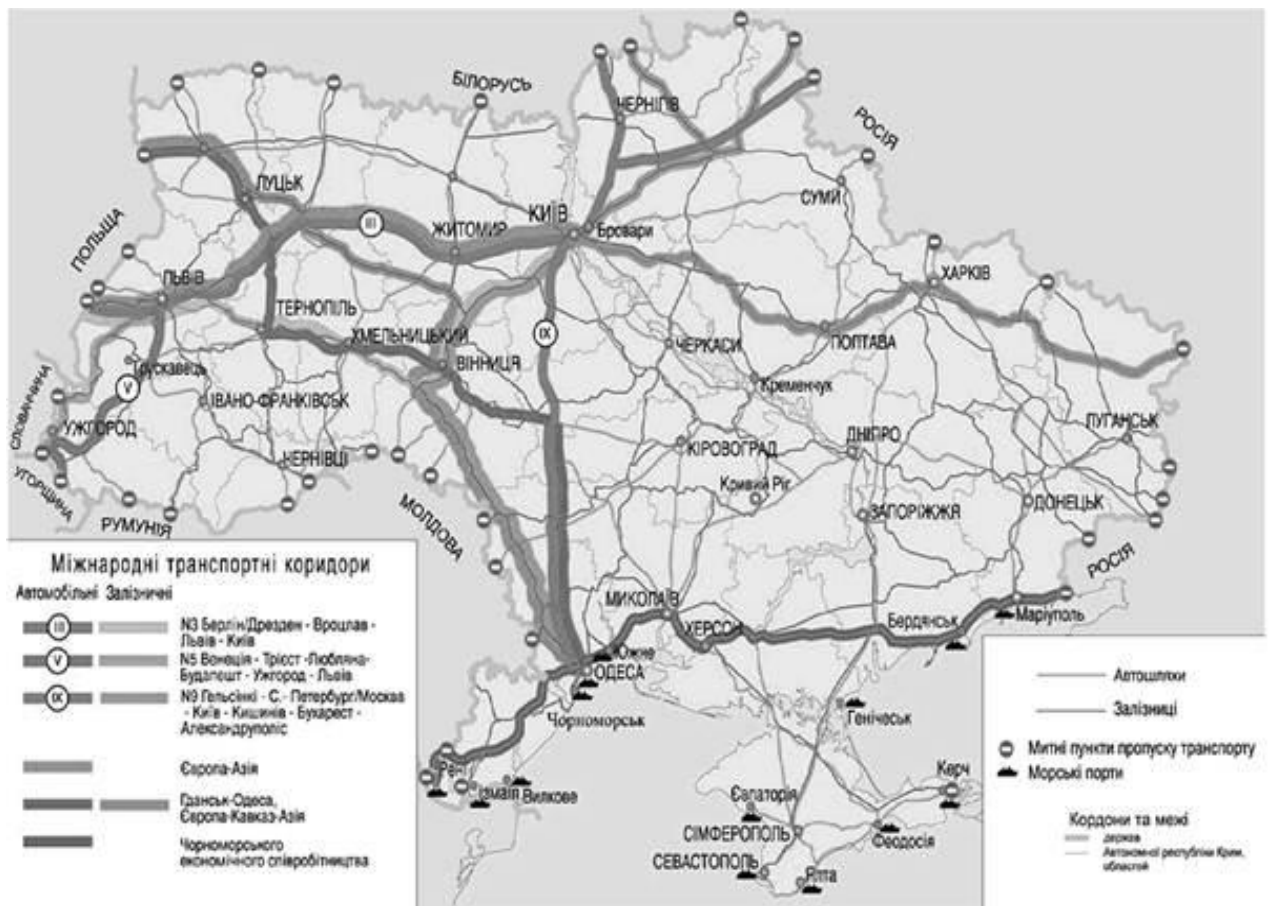 БІЛОРУСЬ
РОСІЯ
ЧЕРНІГІВ
ЛУЦЬК
СУМИ
КИЇВ
Бровари
III
ЖИТОМИР
ПОЛЬЩА
ХАРКІВ
ЛЬВ В
ТЕРНОПІЛЬ
ХМЕЛЬНИЦЬКИЙ
IX
ПОЛТАВА
ЧЕРКАСИ
ВІННИЦЯ
Трускавець
V
Кременчук
СЛОВАЧЧИНА
ІВАНО-ФРАНКІВСЬК
УЖГОРОД
ЛУГАНСЬК
ДНІПРО
КІРОВОГРАД
ЧЕРНІВЦІ
УГОРЩИНА
Кривий Ріг
ДОНЕЦЬК
РУМУНІЯ
МОЛДОВА
ЗАПОРІЖЖЯ
РОСІЯ
МИКОЛАЇВ
Маріуполь
ХЕРСОН
Бердянськ
Южне
ОДЕСА
Чорноморськ
Генічеськ
Рені
Ізмаїл
Вилкове
Керч
Євпаторія
СІМФЕРОПОЛЬ
Феодосія
СЕВАСТОПОЛЬ
Ялта
Міжнародні транспортні коридори
Автомобільні Залізничні
III
N3 Берлін/Дрезден - Вроцлав -
Львів - Київ
V
N5 Венеція - Трієст -Любляна-
Будапешт - Ужгород - Львів
IX
N9 Гельсінкі - С.- Петербург/Москва
- Київ - Кишинів - Бухарест -
Александруполіс
Європа-Азія
Гданськ-Одеса,
Європа-Кавказ-Азія
Чорноморського
економічного співробітництва
Автошляхи
Залізниці
Митні пункти пропуску транспорту
Морські порти
Кордони та межі
держав
Автономної республіки Крим,
областей